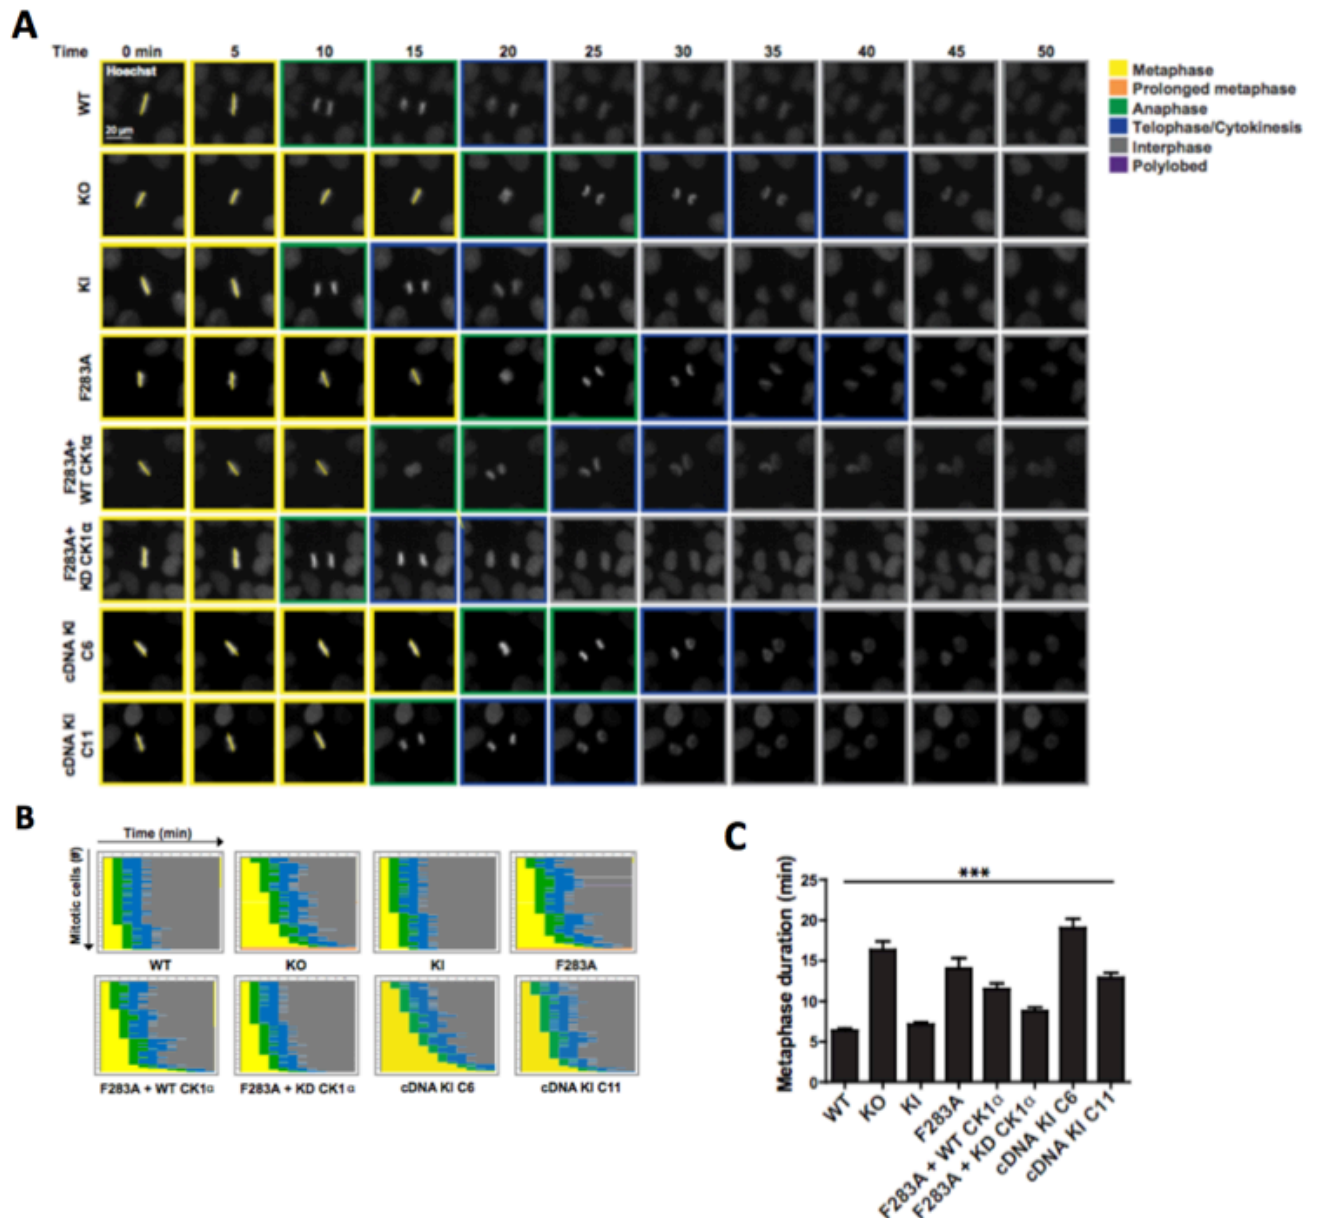 A
Time 0 min 5 10 15 20 25 30 35 40 45 50
Hoechst
20 µm
WT
KO
KI
F283A
F283A+
WT CK1α
F283A+
KD CK1α
cDNA KI
C6
cDNA KI
C11
Metaphase
Prolonged metaphase
Anaphase
Telophase/Cytokinesis
Interphase
Polylobed
B
Time (min)
Mitotic cells (#)
WT KO KI F283A
F283A + WT CK1α F283A + KD CK1α cDNA KI C6 cDNA KI C11
C
Metaphase duration (min)
25
20
15
10
5
0
***
WT
KO
KI
F283A
F283A + WT CK1α
F283A + KD CK1α
cDNA KI C6
cDNA KI C11